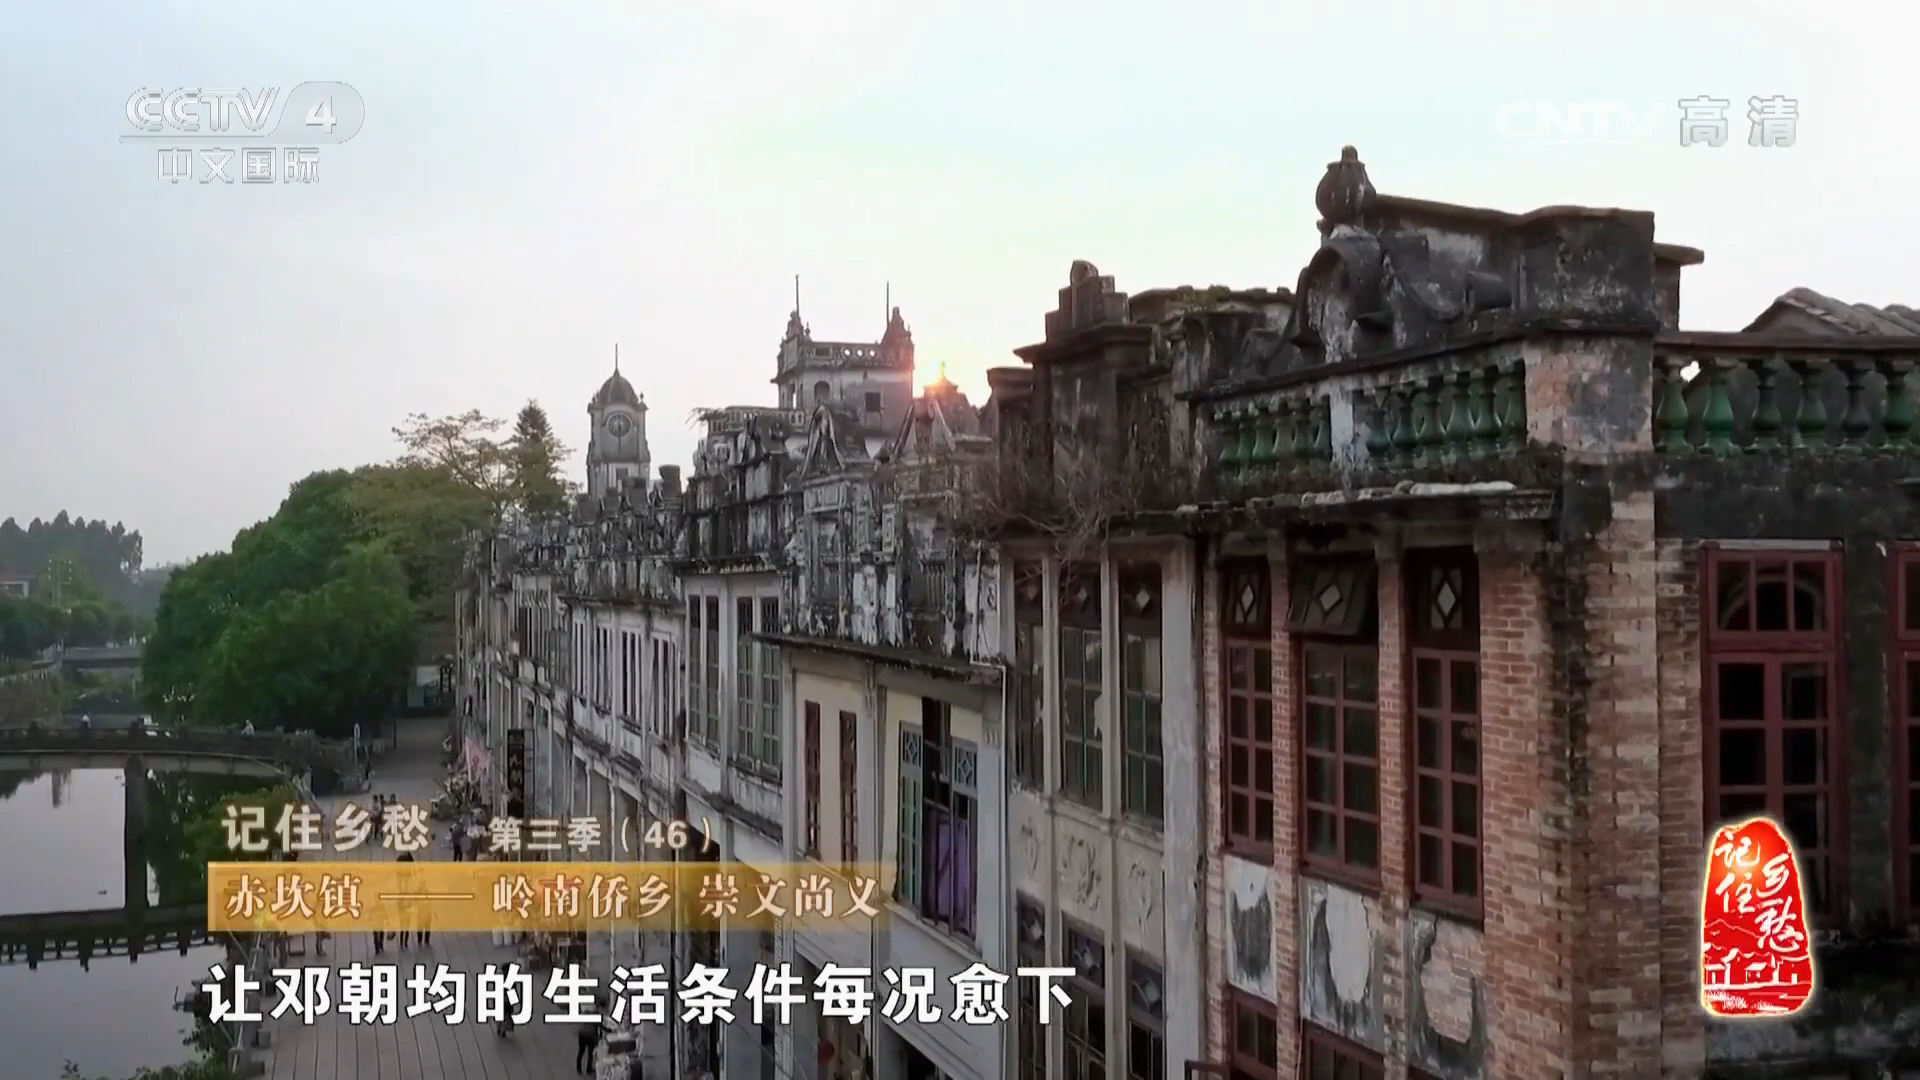 CCTV 4
中文国际
CNTV 高清
记住乡愁 第三季（46）
赤坎镇 —— 岭南侨乡 崇文尚义
让邓朝均的生活条件每况愈下
记住乡愁